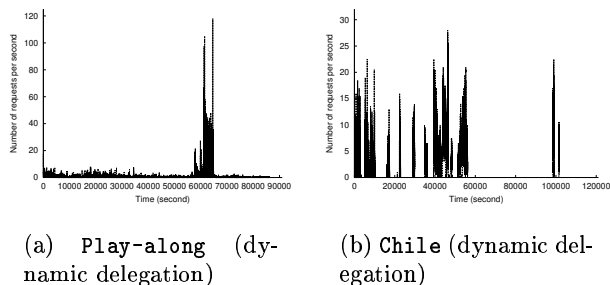 Number of requests per second
120
100
80
60
40
20
0
0 10000 20000 30000 40000 50000 60000 70000 80000 90000
Time (second)
Number of requests per second
30
25
20
15
10
5
0
0 20000 40000 60000 80000 100000 120000
Time (second)
(a) Play-along (dy-
namic delegation)
(b) Chile (dynamic del-
egation)